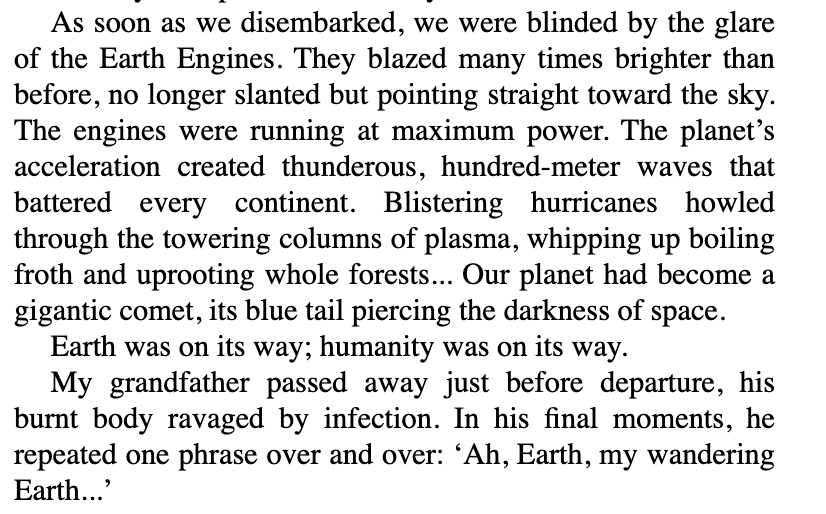 As soon as we disembarked, we were blinded by the glare
of the Earth Engines. They blazed many times brighter than
before, no longer slanted but pointing straight toward the sky.
The engines were running at maximum power. The planet’s
acceleration created thunderous, hundred-meter waves that
battered every continent. Blistering hurricanes howled
through the towering columns of plasma, whipping up boiling
froth and uprooting whole forests... Our planet had become a
gigantic comet, its blue tail piercing the darkness of space.
Earth was on its way; humanity was on its way.
My grandfather passed away just before departure, his
burnt body ravaged by infection. In his final moments, he
repeated one phrase over and over: ‘Ah, Earth, my wandering
Earth...’